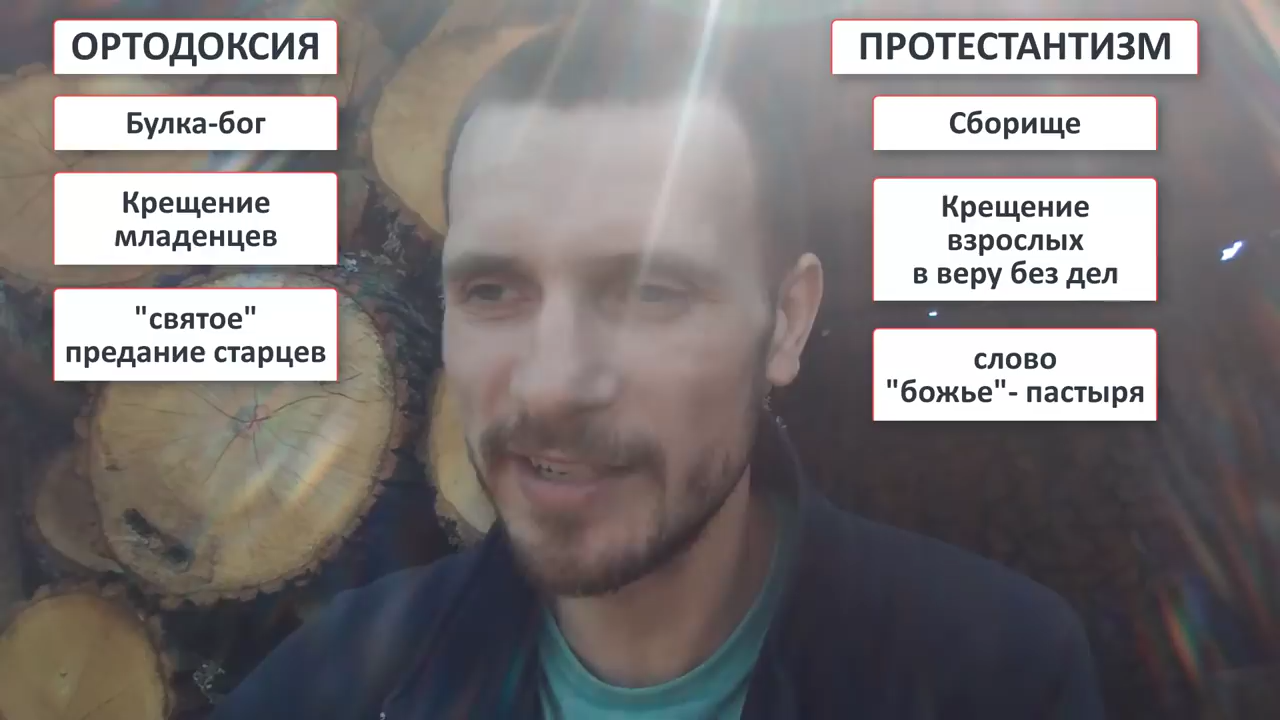 ОРТОДОКСИЯ
Булка-бог
Крещение
младенцев
"святое"
предание старцев
ПРОТЕСТАНТИЗМ
Сборище
Крещение
взрослых
в веру без дел
слово
"божье"- пастыря